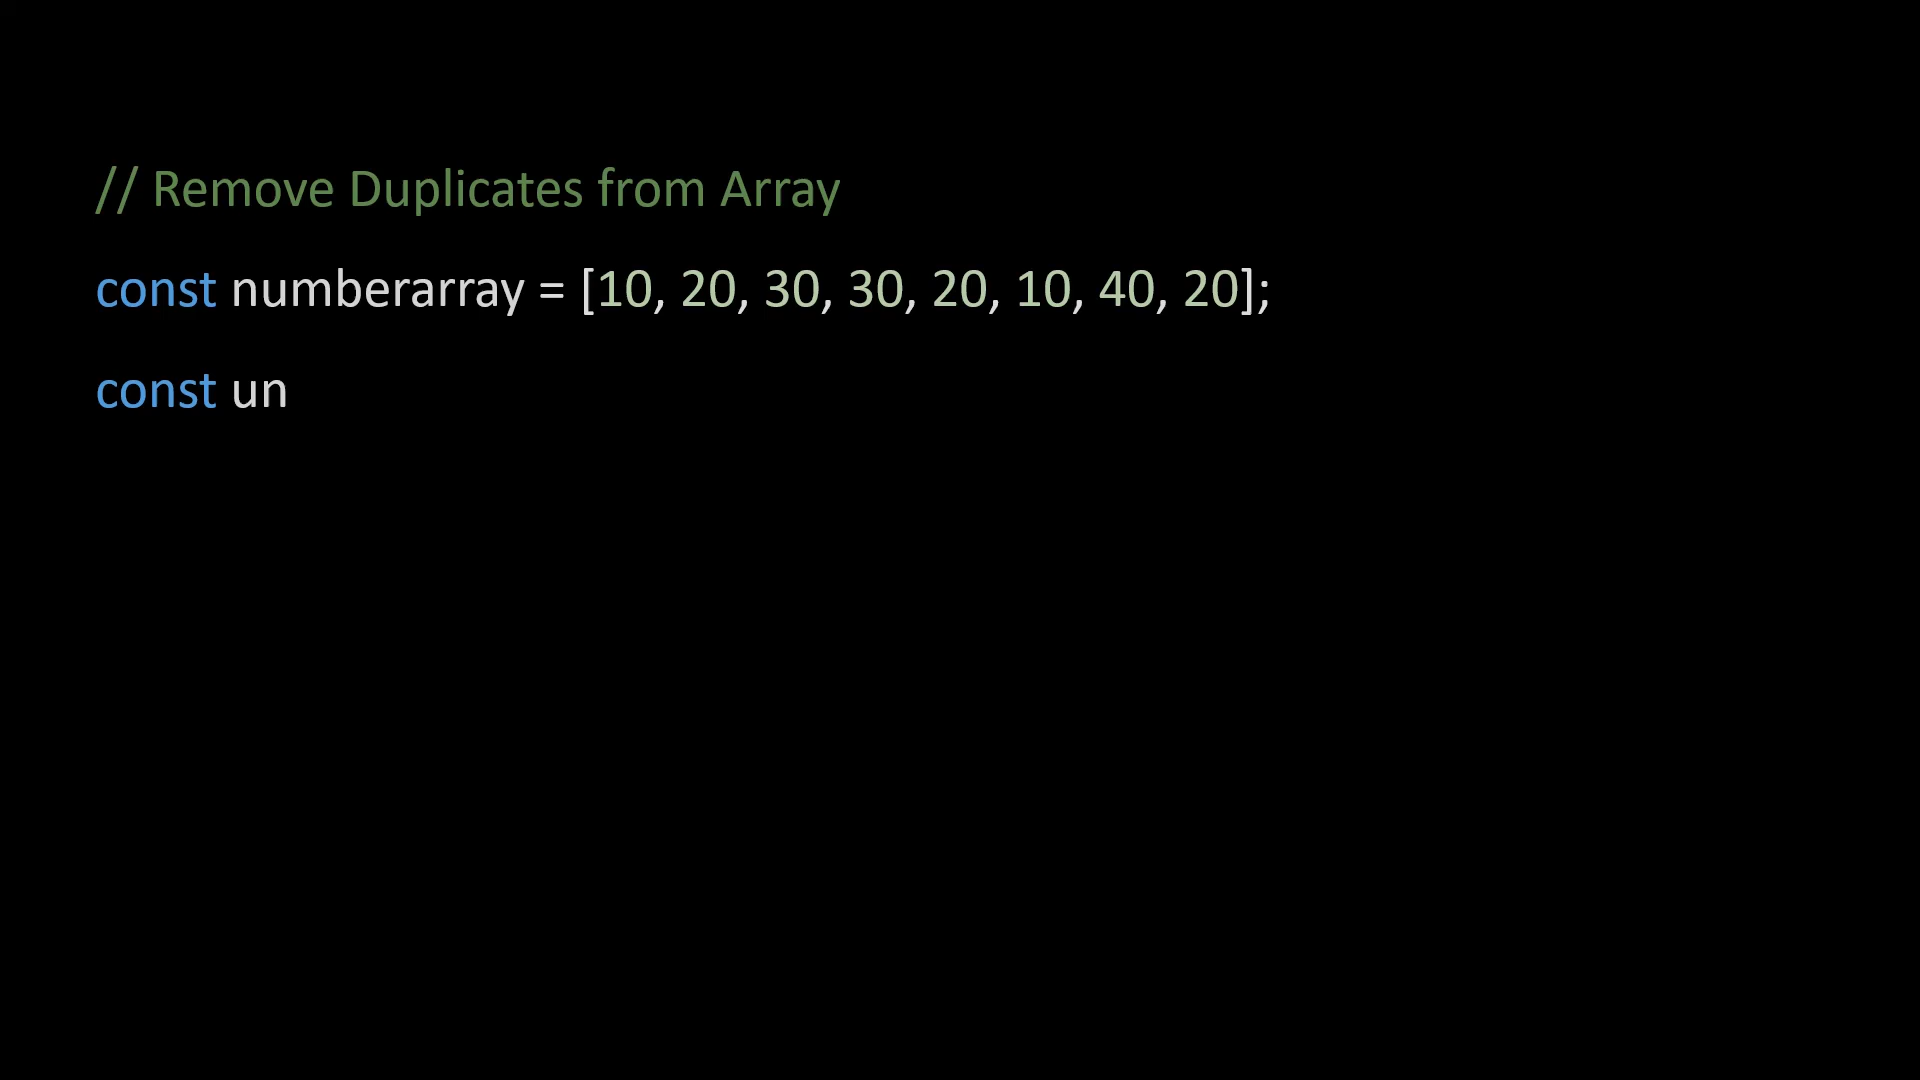 // Remove Duplicates from Array
const numberarray = [10, 20, 30, 30, 20, 10, 40, 20];
const un